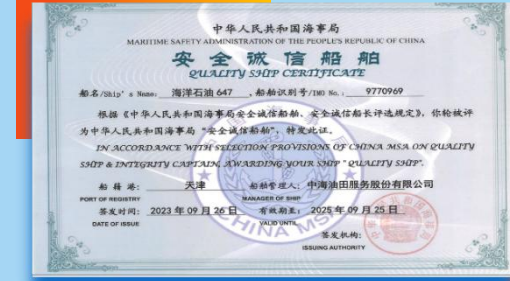 中华人民共和国海事局
MARITIME SAFETY ADMINISTRATION OF THE PEOPLE'S REPUBLIC OF CHINA
安全诚信船舶
QUALITY SHIP CERTIFICATE
船名/Ship's Name: 海洋石油 647 , 船舶识别号/IMO No.: 9770969
根据《中华人民共和国海事局安全诚信船舶、安全诚信船长评选规定》,你轮被评
为中华人民共和国海事局“安全诚信船舶”,特发此证。
IN ACCORDANCE WITH SELECTION PROVISIONS OF CHINA MSA ON QUALITY
SHIP & INTEGRITY CAPTAIN, AWARDING YOUR SHIP "QUALITY SHIP".
船籍港: 天津 船舶管理人: 中海油田服务股份有限公司
PORT OF REGISTRY MANAGER OF SHIP
签发时间: 2023 年 09 月 26 日 有效期至: 2025 年 09 月 25 日
DATE OF ISSUE VALID UNTIL
签发机构:
ISSUING AUTHORITY
CHINA MSA